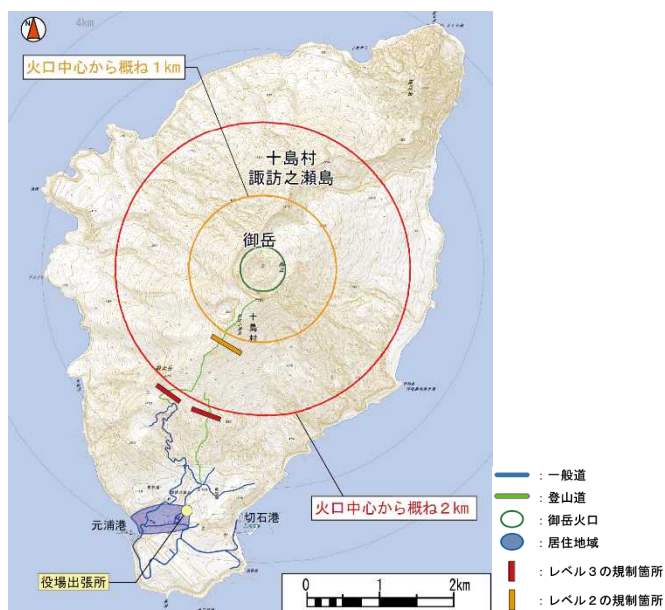 N
4km
火口中心から概ね1km
十島村
諏訪之瀬島
御岳
十島村
元浦港
切石港
火口中心から概ね2km
役場出張所
0 1 2km
：一般道
：登山道
：御岳火口
：居住地域
：レベル3の規制箇所
：レベル2の規制箇所